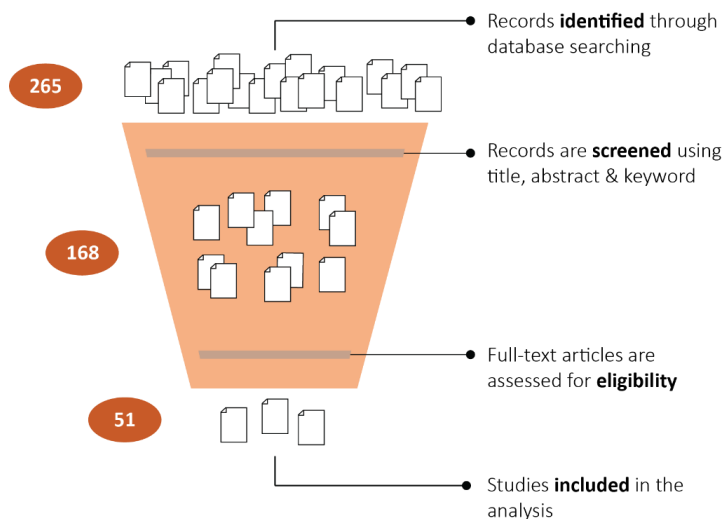 Records identified through
database searching
265
Records are screened using
title, abstract & keyword
168
Full-text articles are
assessed for eligibility
51
Studies included in the
analysis